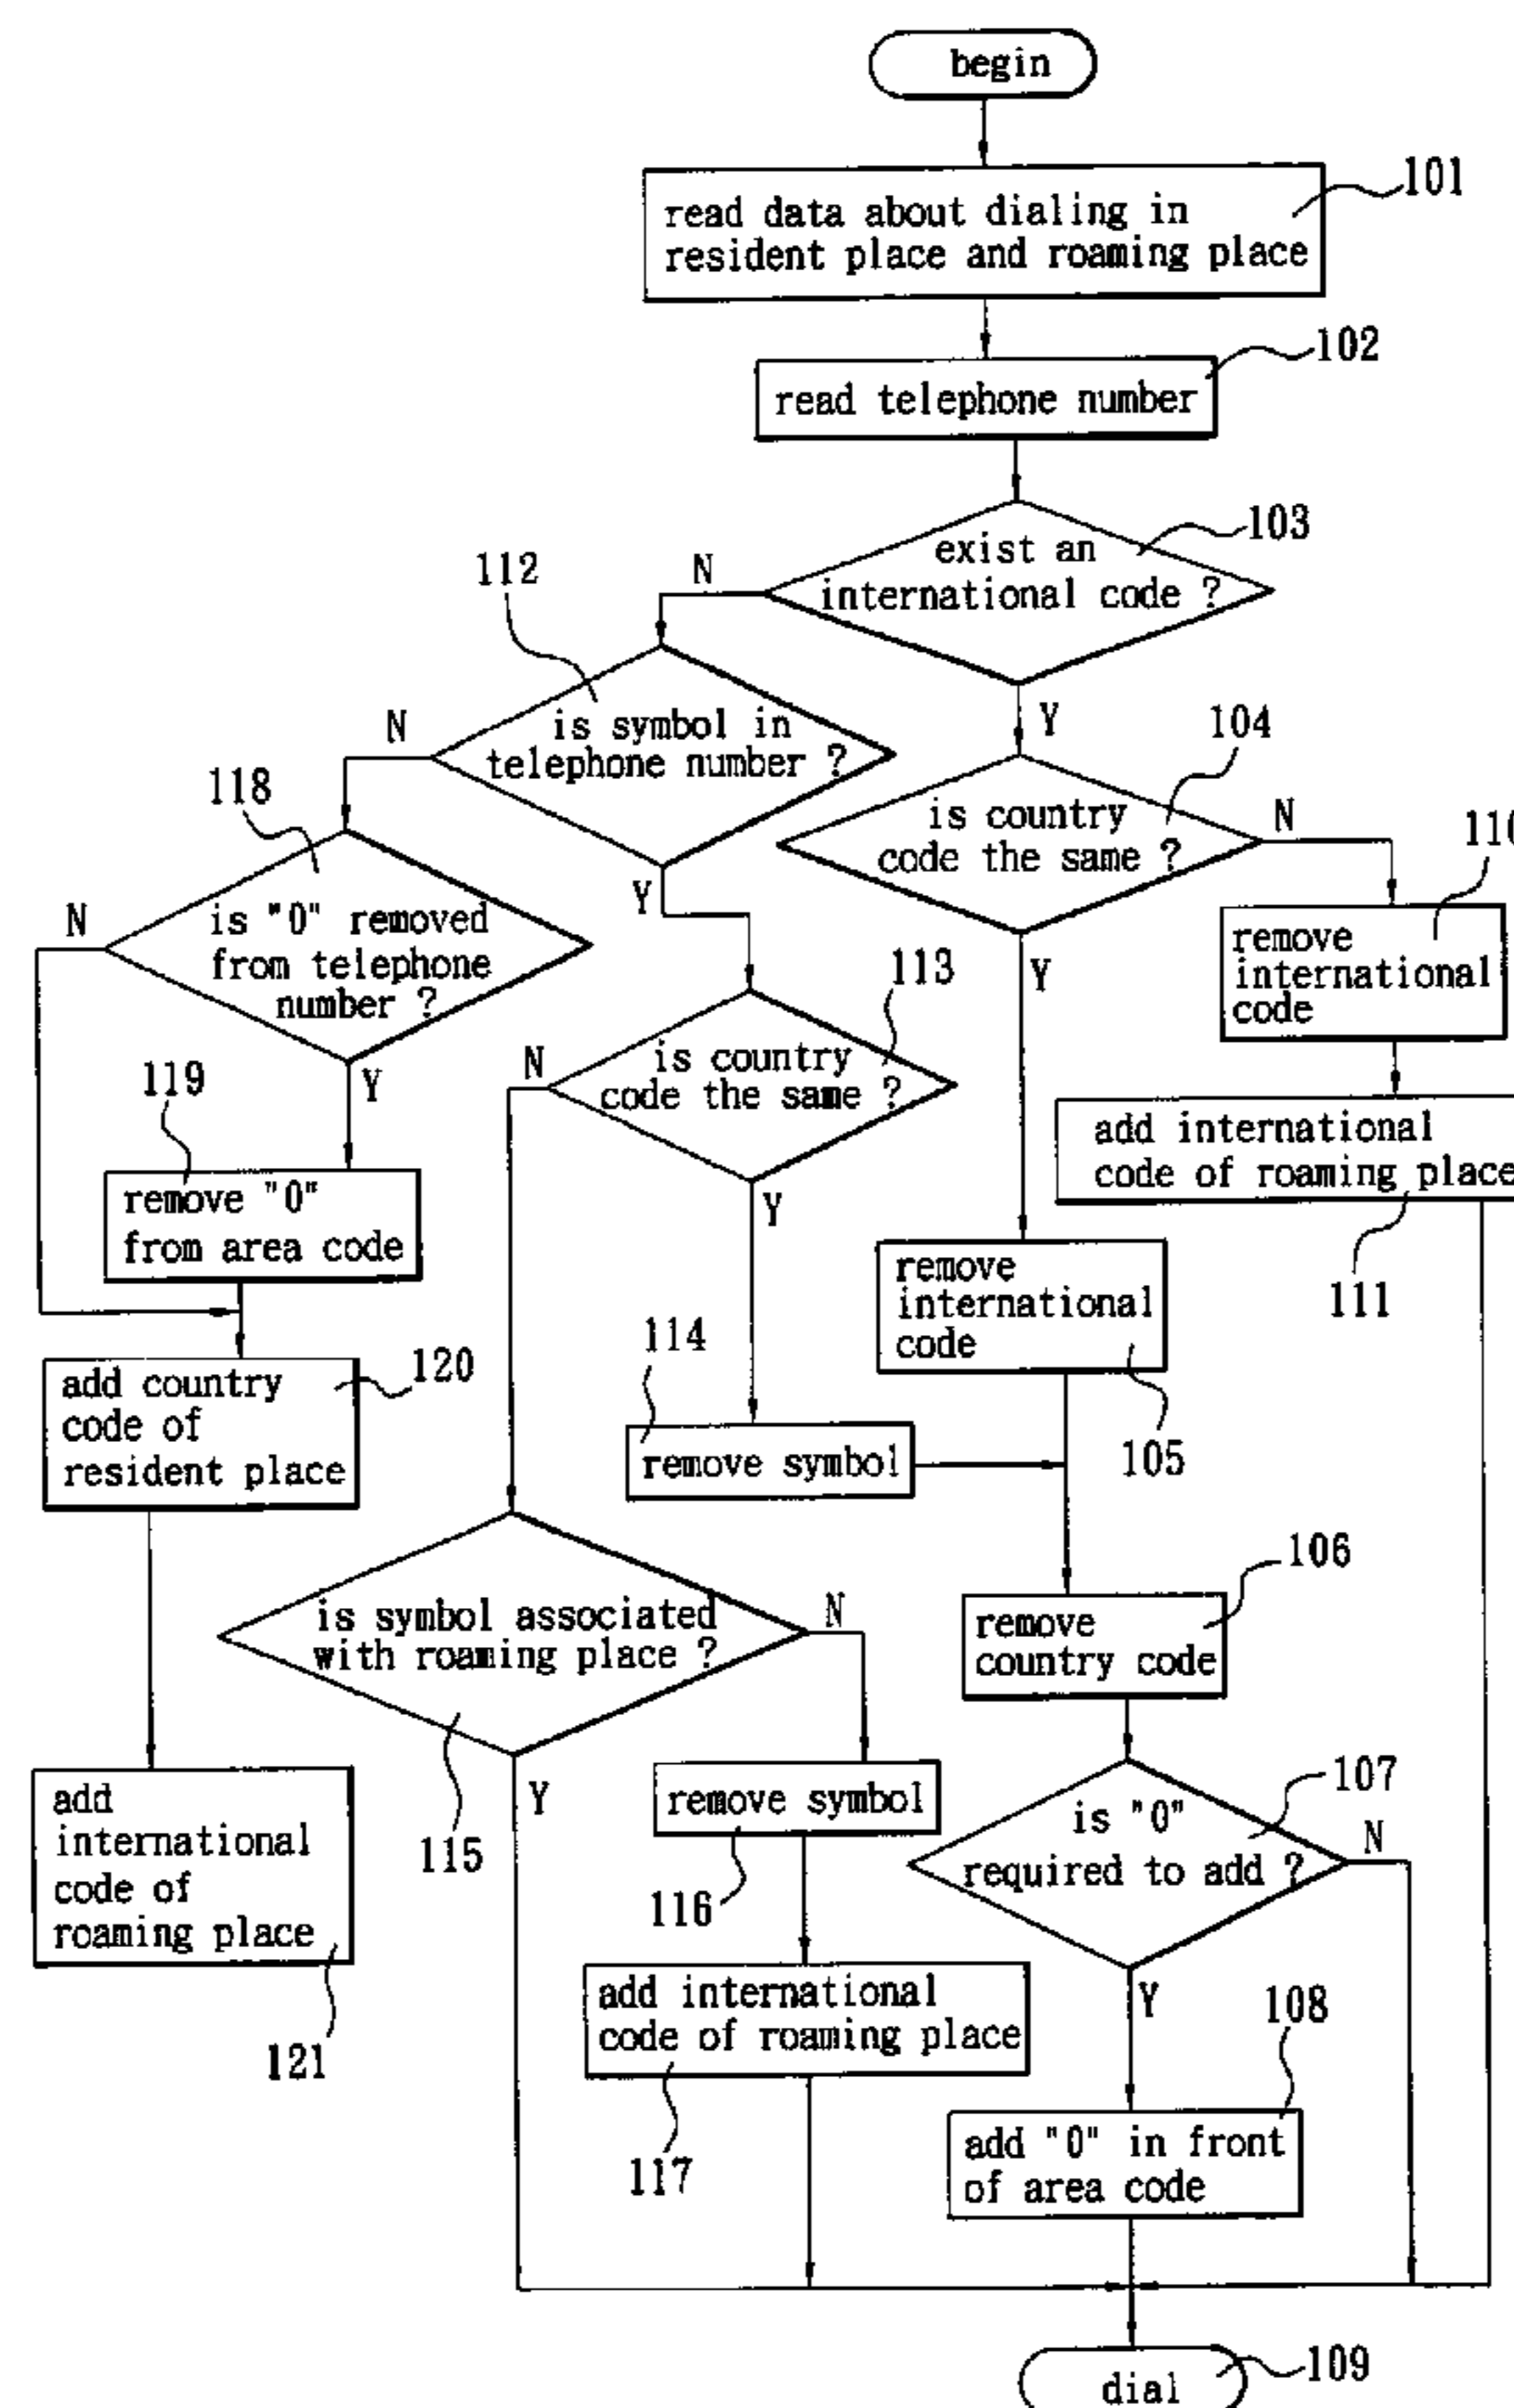 begin
101
read data about dialing in
resident place and roaming place
102
read telephone number
103
exist an
international code ?
N
Y
112
is symbol in
telephone number ?
N
Y
104
is country
code the same ?
N
Y
110
remove
international
code
118
is "0" removed
from telephone
number ?
N
Y
113
is country
code the same ?
N
Y
add international
code of roaming place
111
119
remove "0"
from area code
remove
international
code
105
114
remove symbol
120
add country
code of
resident place
106
remove
country code
is symbol associated
with roaming place ?
N
Y
115
107
is "0"
required to add ?
N
Y
add
international
code of
roaming place
121
remove symbol
116
add international
code of roaming place
117
108
add "0" in front
of area code
109
dial